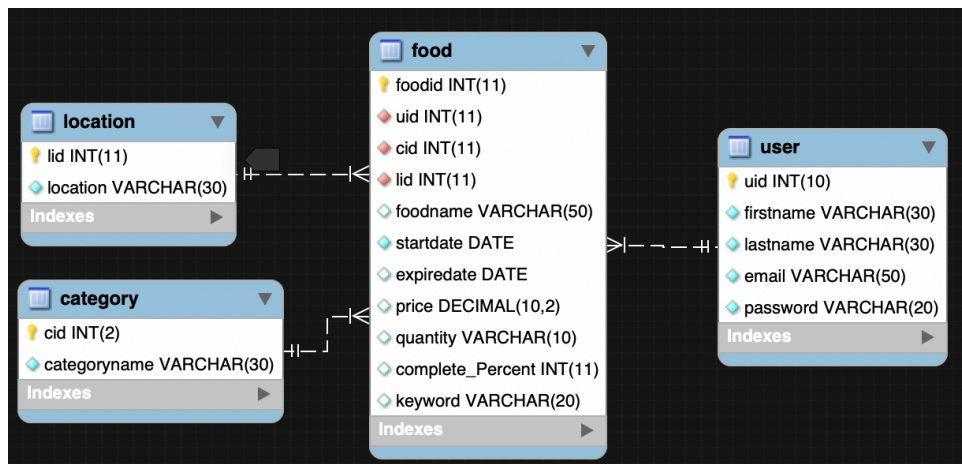 location
lid INT(11)
location VARCHAR(30)
Indexes
category
cid INT(2)
categoryname VARCHAR(30)
Indexes
food
foodid INT(11)
uid INT(11)
cid INT(11)
lid INT(11)
foodname VARCHAR(50)
startdate DATE
expiredate DATE
price DECIMAL(10,2)
quantity VARCHAR(10)
complete_Percent INT(11)
keyword VARCHAR(20)
Indexes
user
uid INT(10)
firstname VARCHAR(30)
lastname VARCHAR(30)
email VARCHAR(50)
password VARCHAR(20)
Indexes